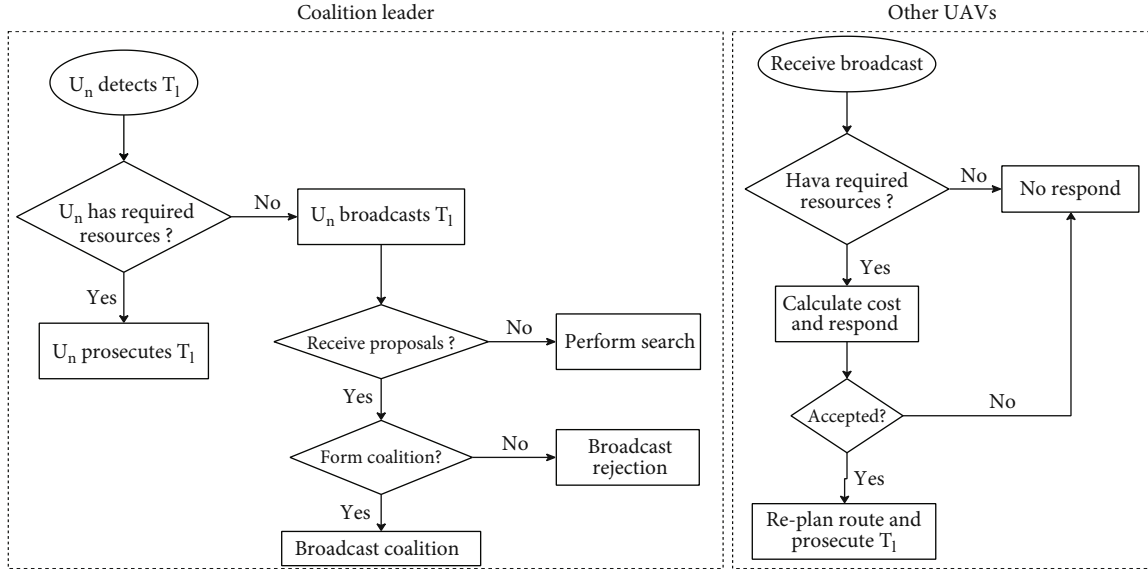 Coalition leader
U_n detects T_l
U_n has required
resources ?
No
U_n broadcasts T_l
Yes
U_n prosecutes T_l
Receive proposals ?
No
Perform search
Yes
Form coalition?
No
Broadcast
rejection
Yes
Broadcast coalition
Other UAVs
Receive broadcast
Hava required
resources ?
No
No respond
Yes
Calculate cost
and respond
Accepted?
No
Yes
Re-plan route and
prosecute T_l